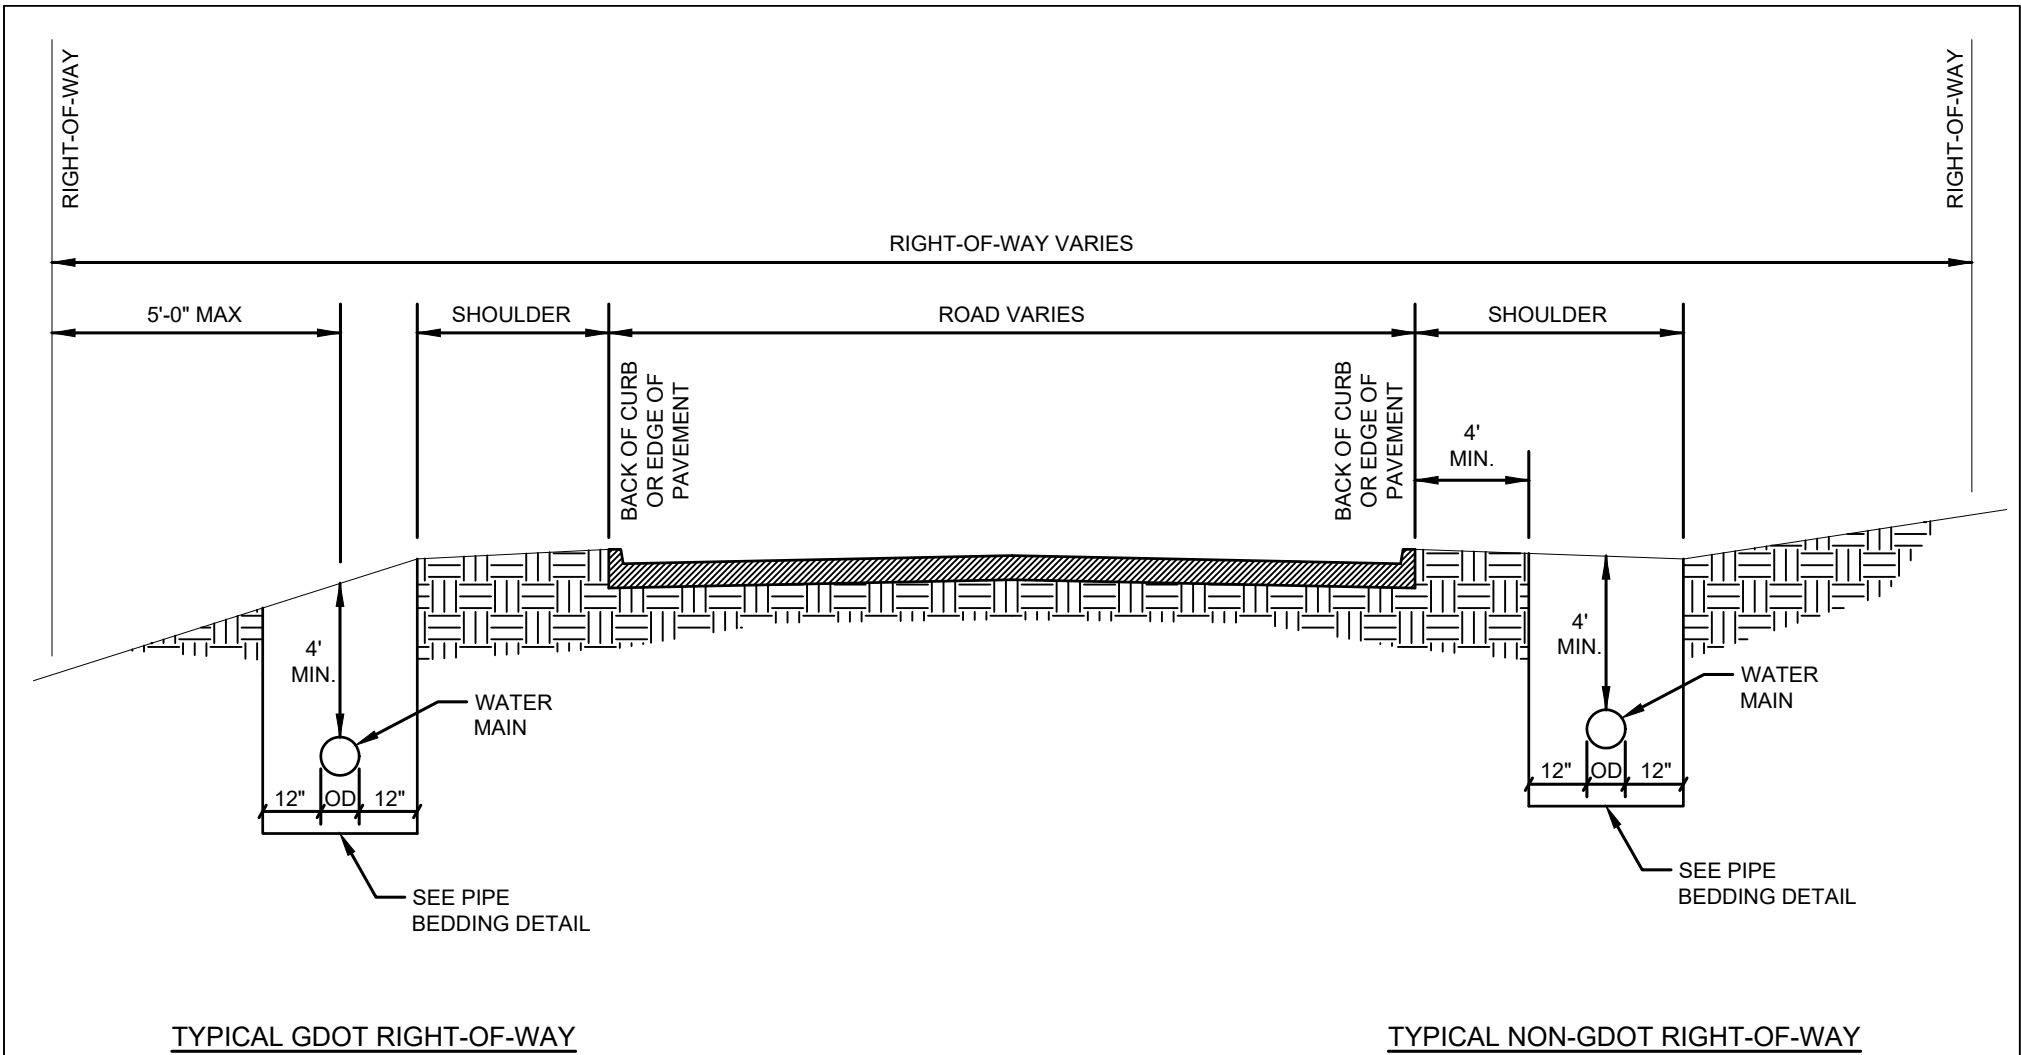 RIGHT-OF-WAY
RIGHT-OF-WAY
RIGHT-OF-WAY VARIES
5'-0" MAX
SHOULDER
ROAD VARIES
SHOULDER
BACK OF CURB
OR EDGE OF
PAVEMENT
BACK OF CURB
OR EDGE OF
PAVEMENT
4'
MIN.
4'
MIN.
4'
MIN.
WATER
MAIN
WATER
MAIN
12" OD 12"
12" OD 12"
SEE PIPE
BEDDING DETAIL
SEE PIPE
BEDDING DETAIL
TYPICAL GDOT RIGHT-OF-WAY
TYPICAL NON-GDOT RIGHT-OF-WAY